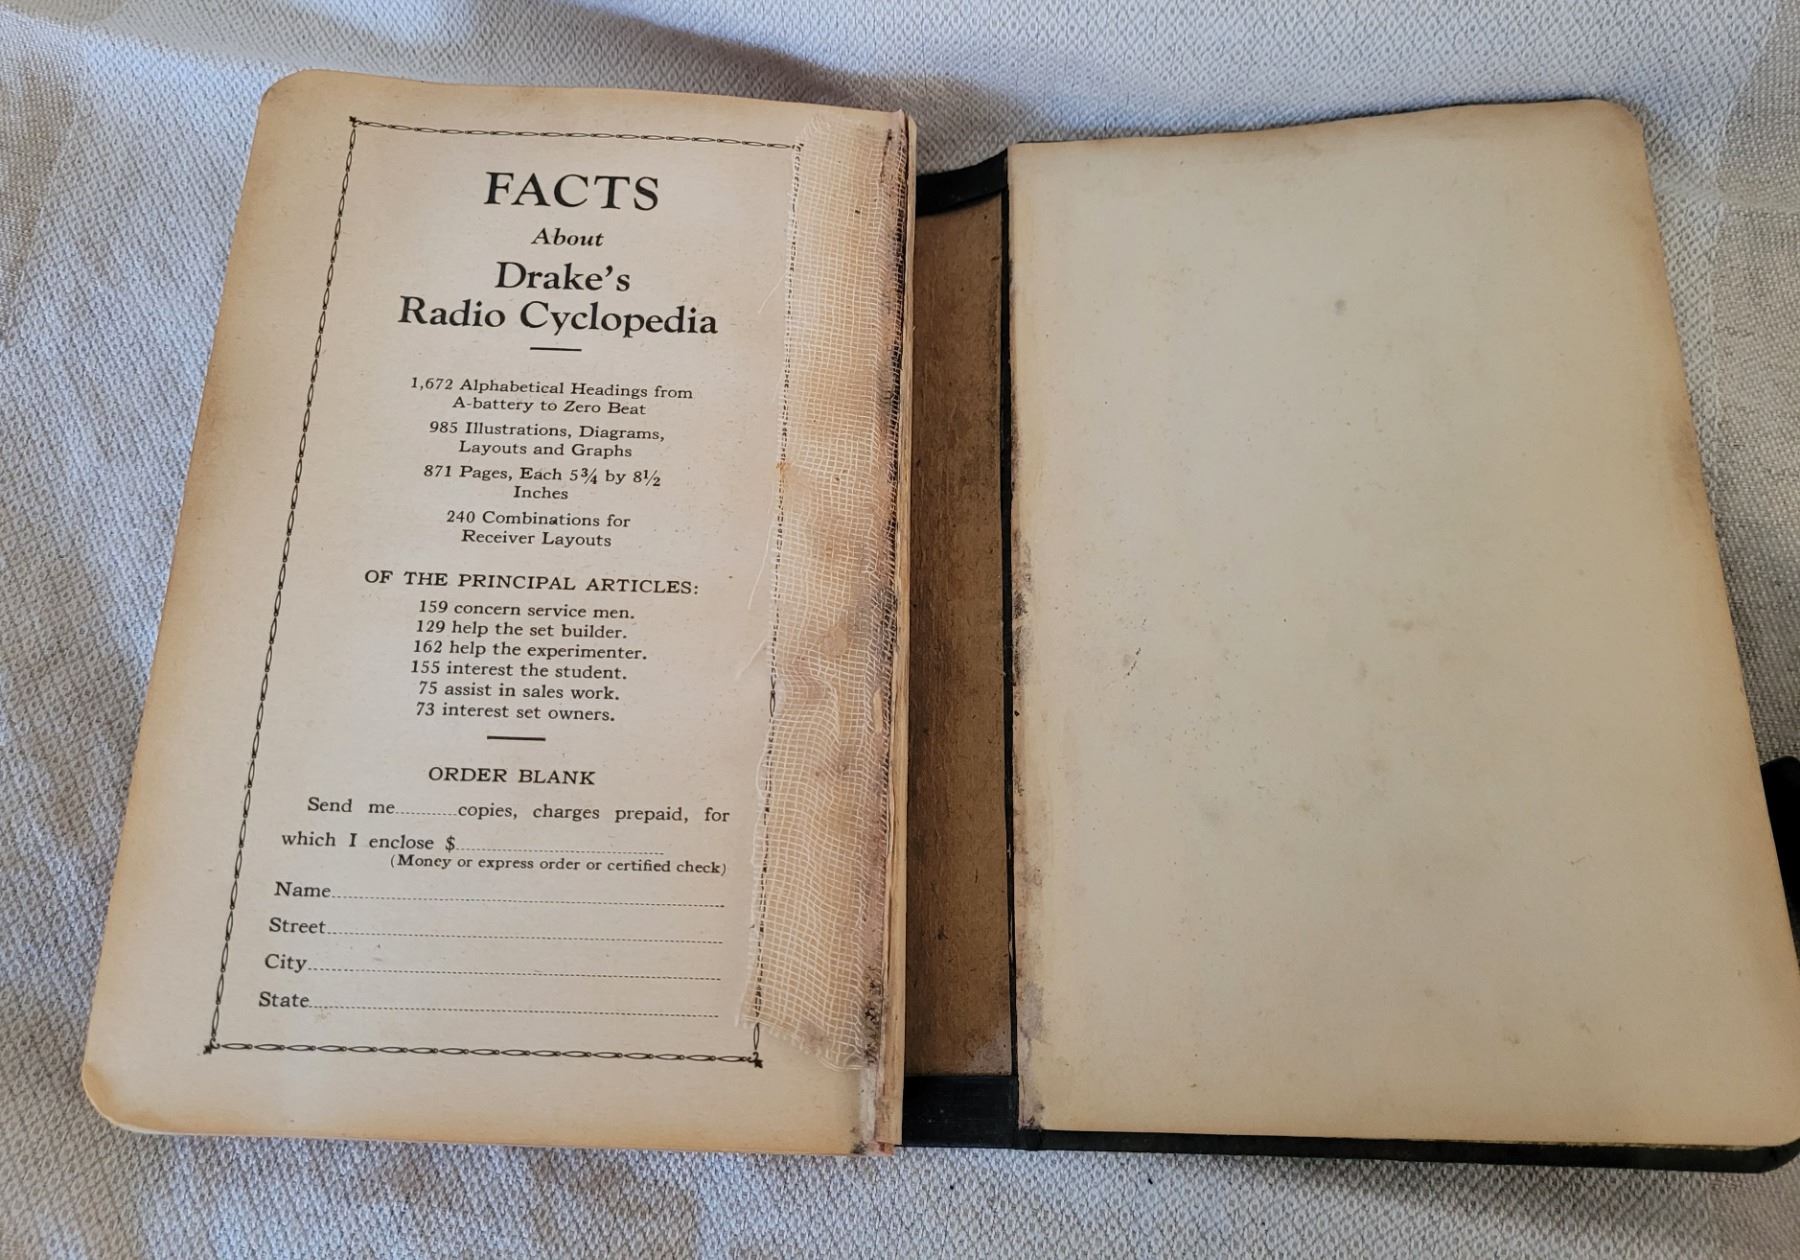 FACTS
About
Drake's
Radio Cyclopedia
1,672 Alphabetical Headings from
A-battery to Zero Beat
985 Illustrations, Diagrams,
Layouts and Graphs
871 Pages, Each 5¾ by 8½
Inches
240 Combinations for
Receiver Layouts
OF THE PRINCIPAL ARTICLES:
159 concern service men.
129 help the set builder.
162 help the experimenter.
155 interest the student.
75 assist in sales work.
73 interest set owners.
ORDER BLANK
Send me..........copies, charges prepaid, for
which I enclose $..............................
(Money or express order or certified check)
Name..............................
Street..............................
City..............................
State..............................